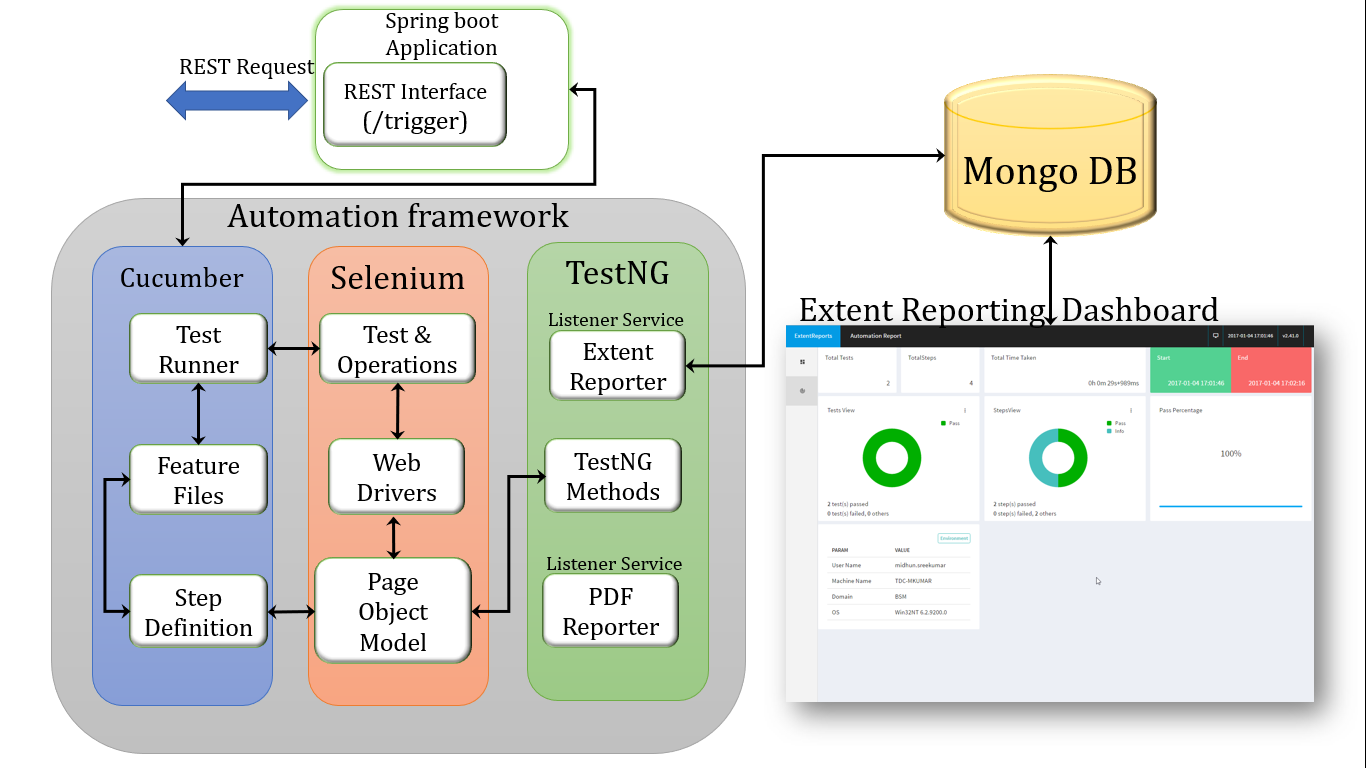 Spring boot
Application
REST Request
REST Interface
(/trigger)
Automation framework
Cucumber
Test
Runner
Feature
Files
Step
Definition
Selenium
Test &
Operations
Web
Drivers
Page
Object
Model
TestNG
Listener Service
Extent
Reporter
TestNG
Methods
Listener Service
PDF
Reporter
Mongo DB
Extent Reporting Dashboard
ExtentReports Automation Report 2017-01-04 17:01:46 v2.41.0
Total Tests
2
TotalSteps
4
Total Time Taken
0h 0m 29s+989ms
Start
2017-01-04 17:01:46
End
2017-01-04 17:02:16
Tests View
Pass
2 test(s) passed
0 test(s) failed, 0 others
StepsView
Pass
Info
2 step(s) passed
0 step(s) failed, 2 others
Pass Percentage
100%
Environment
PARAM VALUE
User Name midhun.sreekumar
Machine Name TDC-MKUMAR
Domain BSM
OS Win32NT 6.2.9200.0